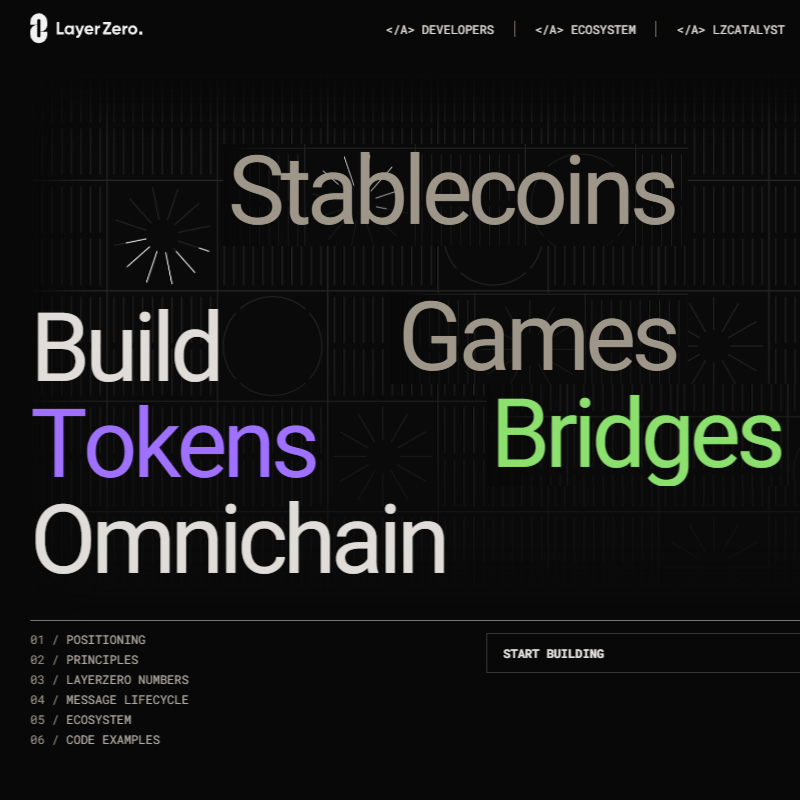 LayerZero.
</A> DEVELOPERS
</A> ECOSYSTEM
</A> LZCATALYST
Stablecoins
Build
Games
Tokens
Bridges
Omnichain
01 / POSITIONING
02 / PRINCIPLES
03 / LAYERZERO NUMBERS
04 / MESSAGE LIFECYCLE
05 / ECOSYSTEM
06 / CODE EXAMPLES
START BUILDING